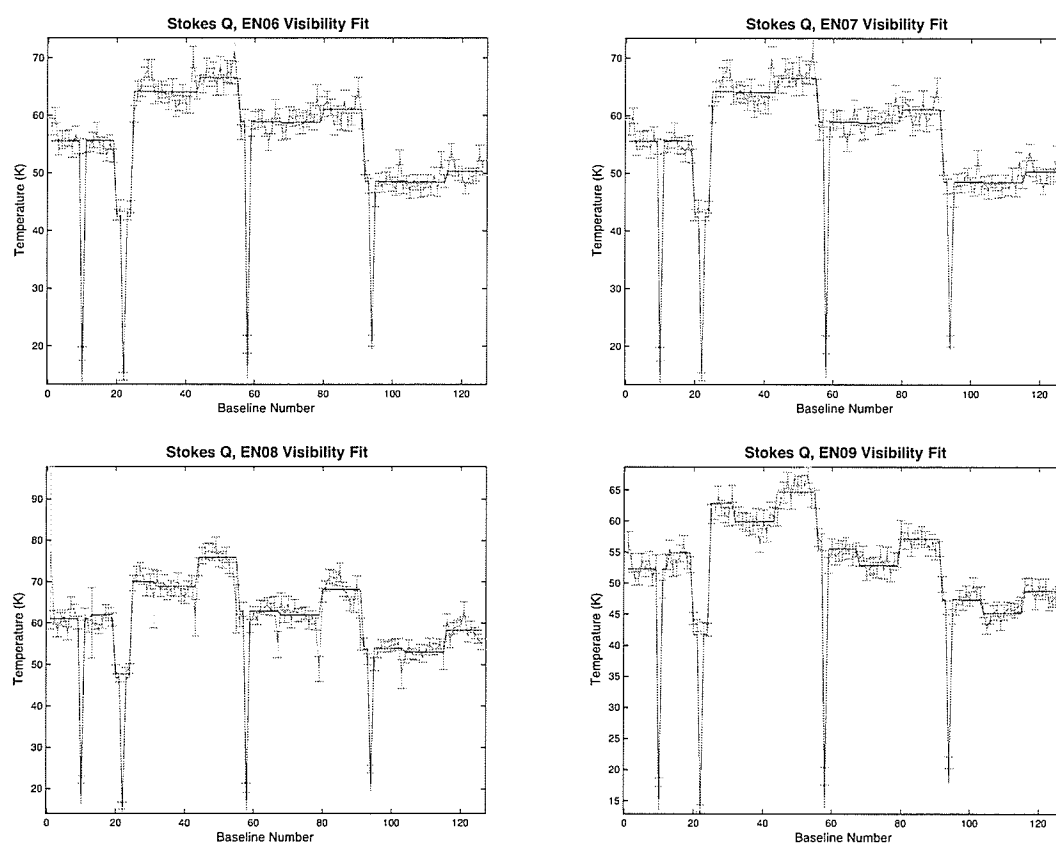 Stokes Q, EN06 Visibility Fit
Temperature (K)
70
60
50
40
30
20
0 20 40 60 80 100 120
Baseline Number
Stokes Q, EN07 Visibility Fit
Temperature (K)
70
60
50
40
30
20
0 20 40 60 80 100 120
Baseline Number
Stokes Q, EN08 Visibility Fit
Temperature (K)
90
80
70
60
50
40
30
20
0 20 40 60 80 100 120
Baseline Number
Stokes Q, EN09 Visibility Fit
Temperature (K)
65
60
55
50
45
40
35
30
25
20
15
0 20 40 60 80 100 120
Baseline Number